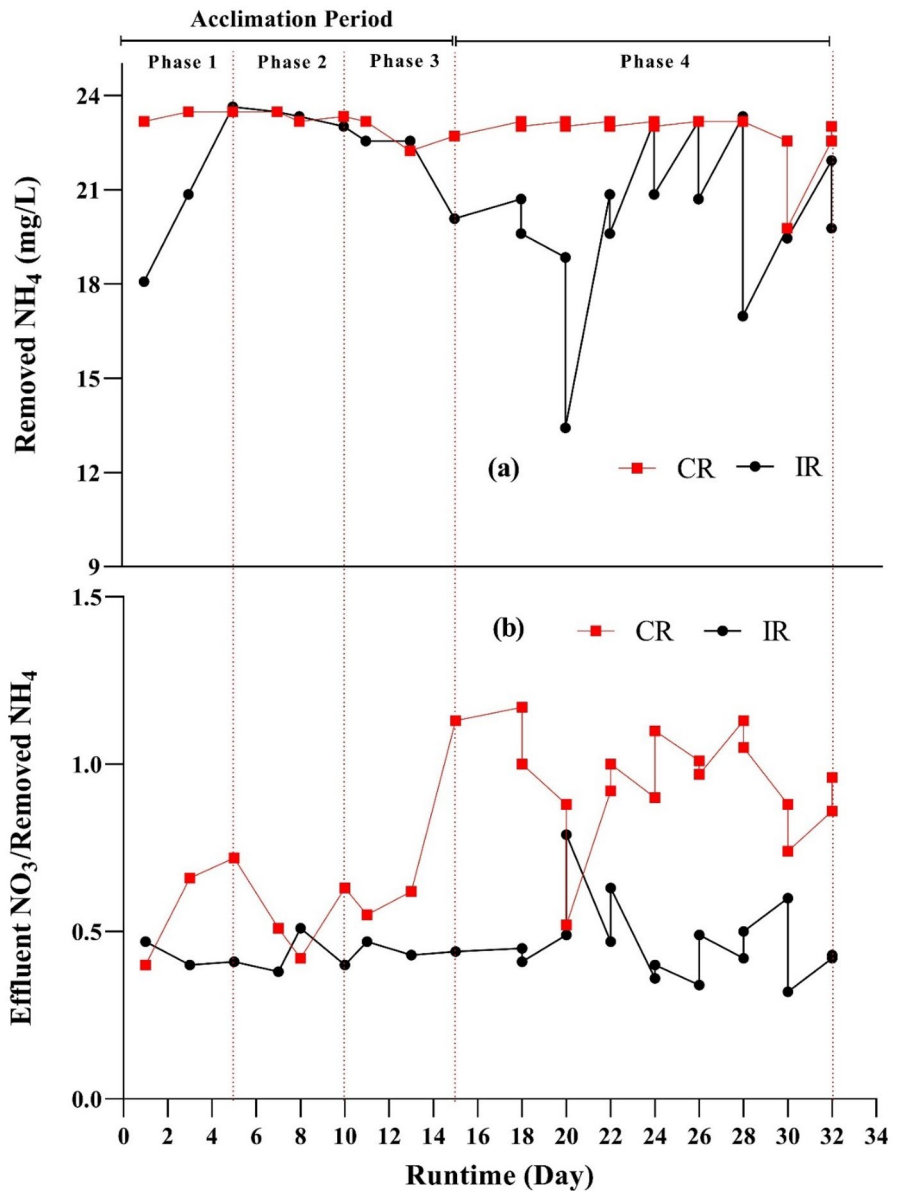 Acclimation Period
Phase 1 Phase 2 Phase 3 Phase 4
24
21
18
15
12
9
Removed NH4 (mg/L)
(a) CR IR
1.5
1.0
0.5
0.0
Effluent NO3/Removed NH4
(b) CR IR
0 2 4 6 8 10 12 14 16 18 20 22 24 26 28 30 32 34
Runtime (Day)